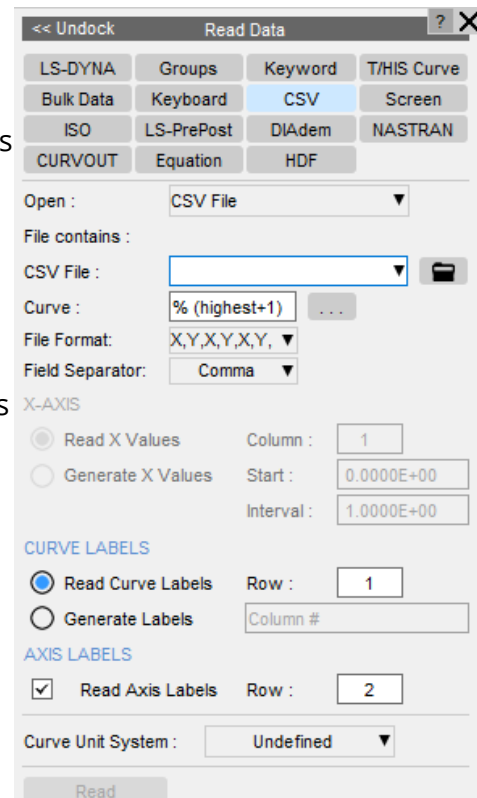 << Undock Read Data ? X
LS-DYNA Groups Keyword T/HIS Curve
Bulk Data Keyboard CSV Screen
s
ISO LS-PrePost DIAdem NASTRAN
CURVOUT Equation HDF
Open : CSV File
File contains :
CSV File :
Curve : % (highest+1) ...
File Format: X,Y,X,Y,X,Y,
Field Separator: Comma
s
X-AXIS
Read X Values Column : 1
Generate X Values Start : 0.0000E+00
Interval : 1.0000E+00
CURVE LABELS
Read Curve Labels Row : 1
Generate Labels Column #
AXIS LABELS
Read Axis Labels Row : 2
Curve Unit System : Undefined
Read